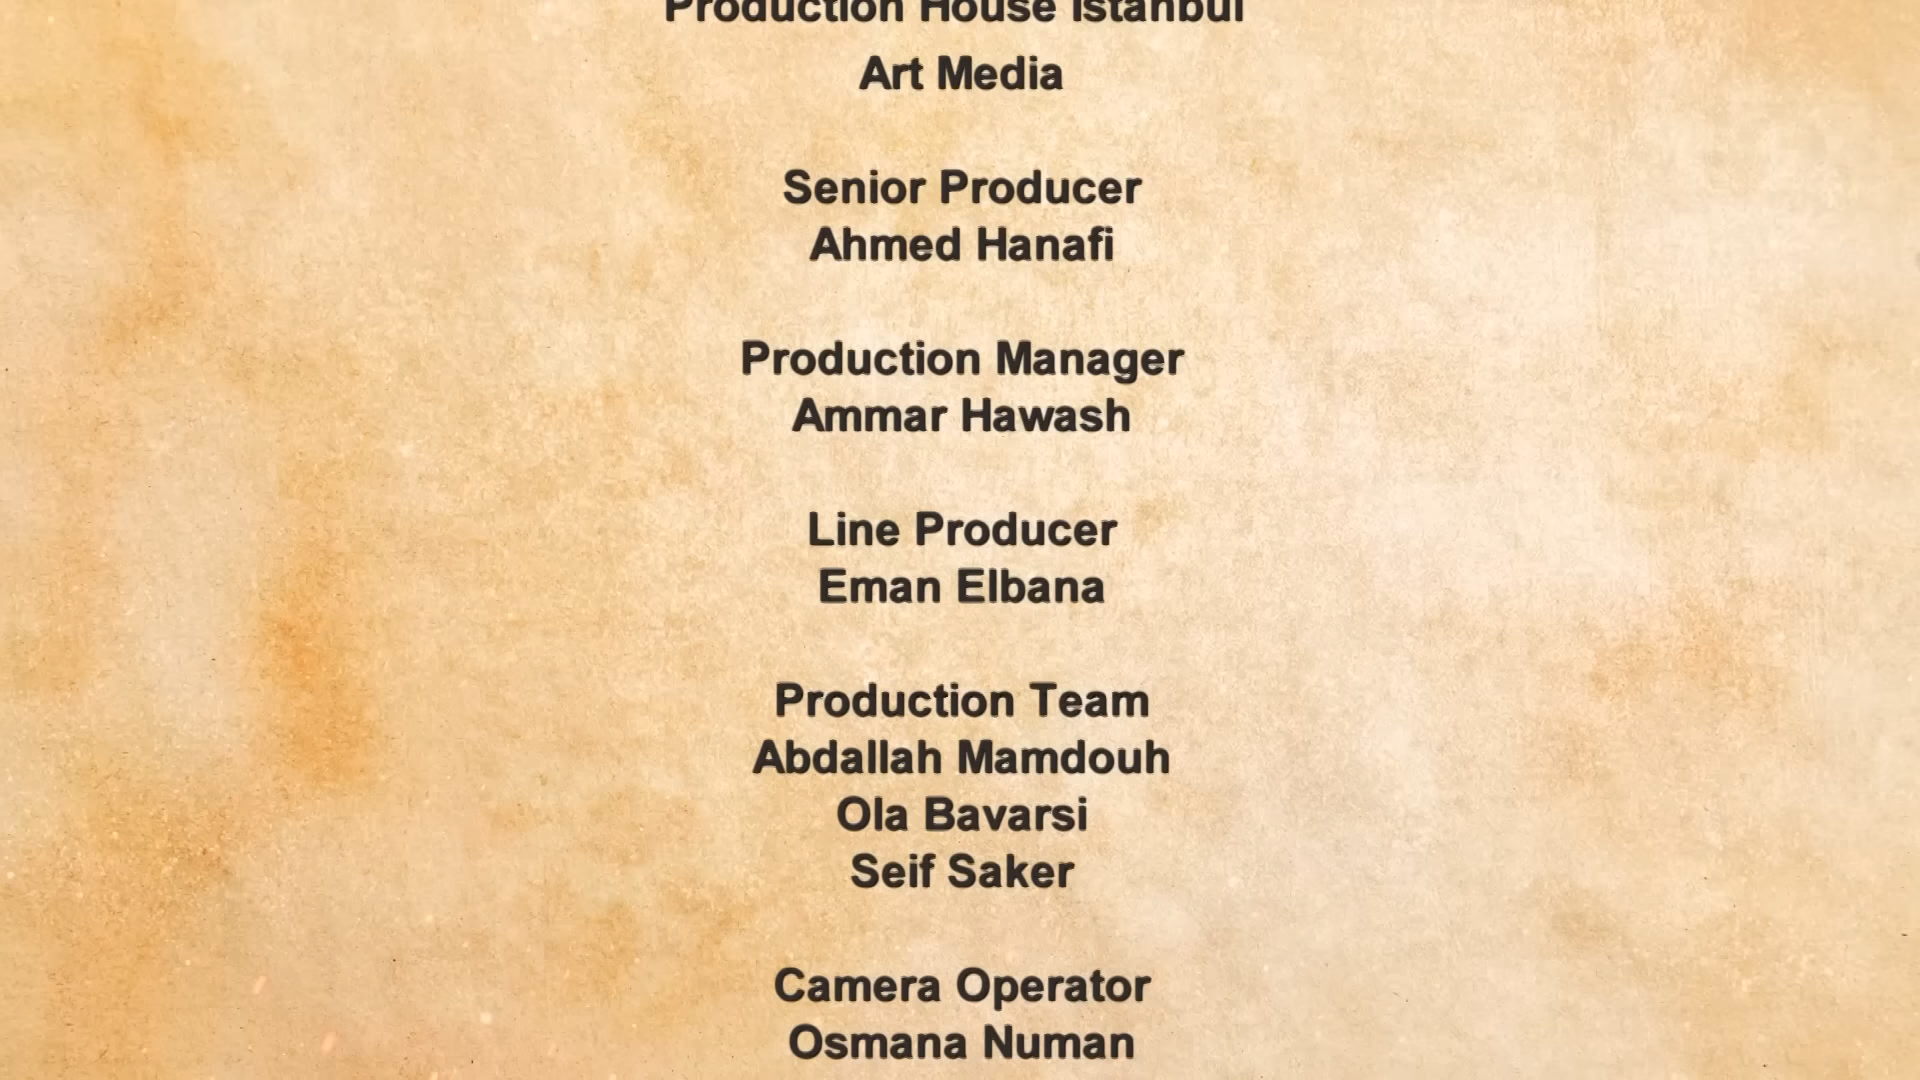 Production House Istanbul
Art Media
Senior Producer
Ahmed Hanafi
Production Manager
Ammar Hawash
Line Producer
Eman Elbana
Production Team
Abdallah Mamdouh
Ola Bavarsi
Seif Saker
Camera Operator
Osmana Numan